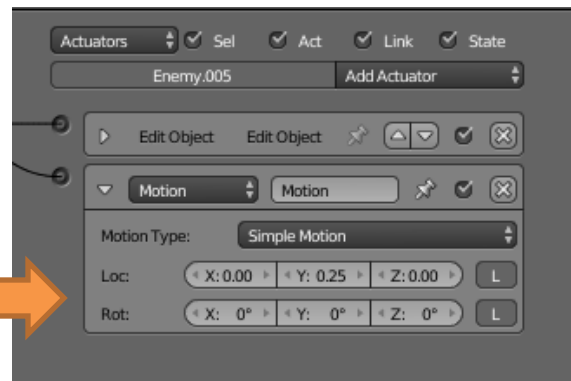 Actuators Sel Act Link State
Enemy.005 Add Actuator
Edit Object Edit Object
Motion Motion
Motion Type: Simple Motion
Loc: X: 0.00 Y: 0.25 Z: 0.00 L
Rot: X: 0° Y: 0° Z: 0° L